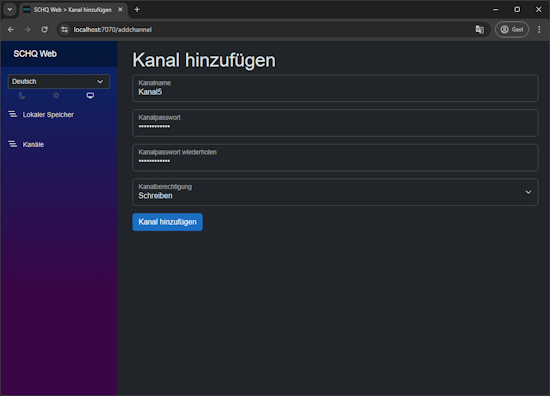 SCHQ Web > Kanal hinzufügen
localhost:7070/addchannel
Gast
SCHQ Web
Deutsch
Lokaler Speicher
Kanäle
Kanal hinzufügen
Kanalname
Kanal5
Kanalpasswort
••••••••••••
Kanalpasswort wiederholen
••••••••••••
Kanalberechtigung
Schreiben
Kanal hinzufügen